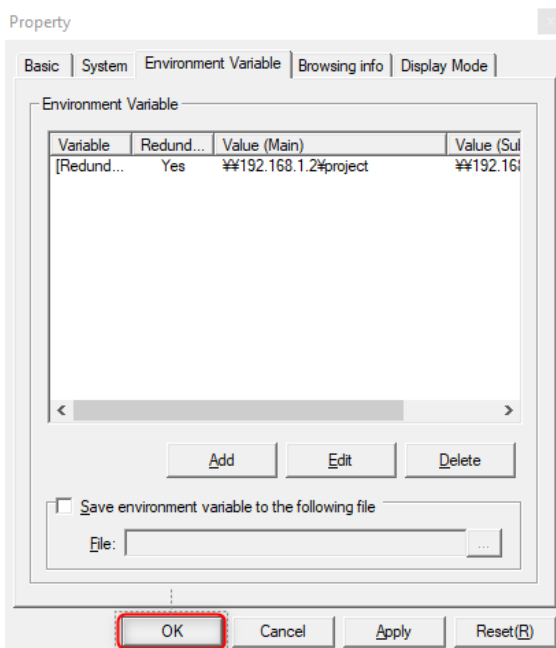 Property
x
Basic System Environment Variable Browsing info Display Mode
Environment Variable
Variable Redund... Value (Main) Value (Sul
[Redund... Yes ¥¥192.168.1.2¥project ¥¥192.168
Add Edit Delete
Save environment variable to the following file
File: ...
OK Cancel Apply Reset(R)